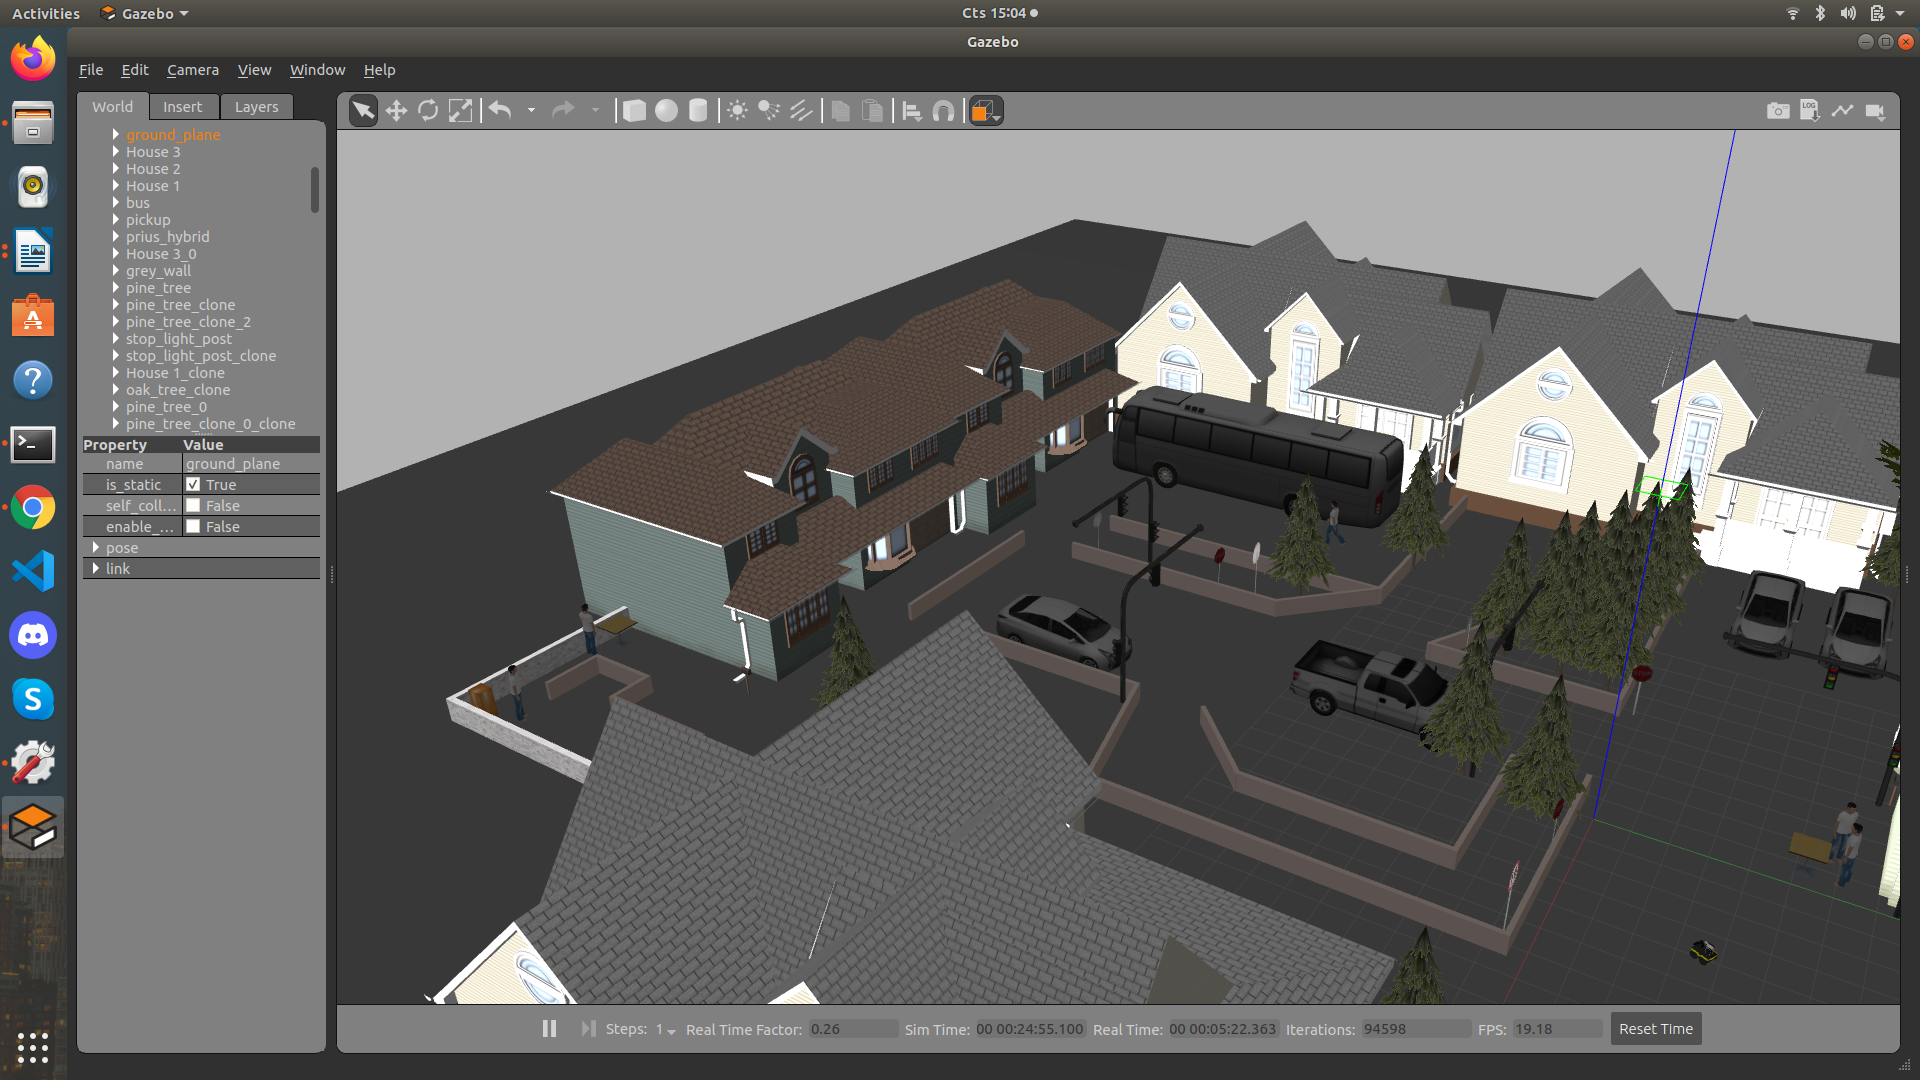 Activities Gazebo Cts 15:04
Gazebo
File Edit Camera View Window Help
World Insert Layers
LOG
ground_plane
House 3
House 2
House 1
bus
pickup
prius_hybrid
House 3_0
grey_wall
pine_tree
pine_tree_clone
pine_tree_clone_2
stop_light_post
stop_light_post_clone
House 1_clone
oak_tree_clone
pine_tree_0
pine_tree_clone_0_clone
Property Value
name ground_plane
is_static True
self_coll... False
enable_... False
pose
link
Steps: 1 Real Time Factor: 0.26 Sim Time: 00 00:24:55.100 Real Time: 00 00:05:22.363 Iterations: 94598 FPS: 19.18 Reset Time